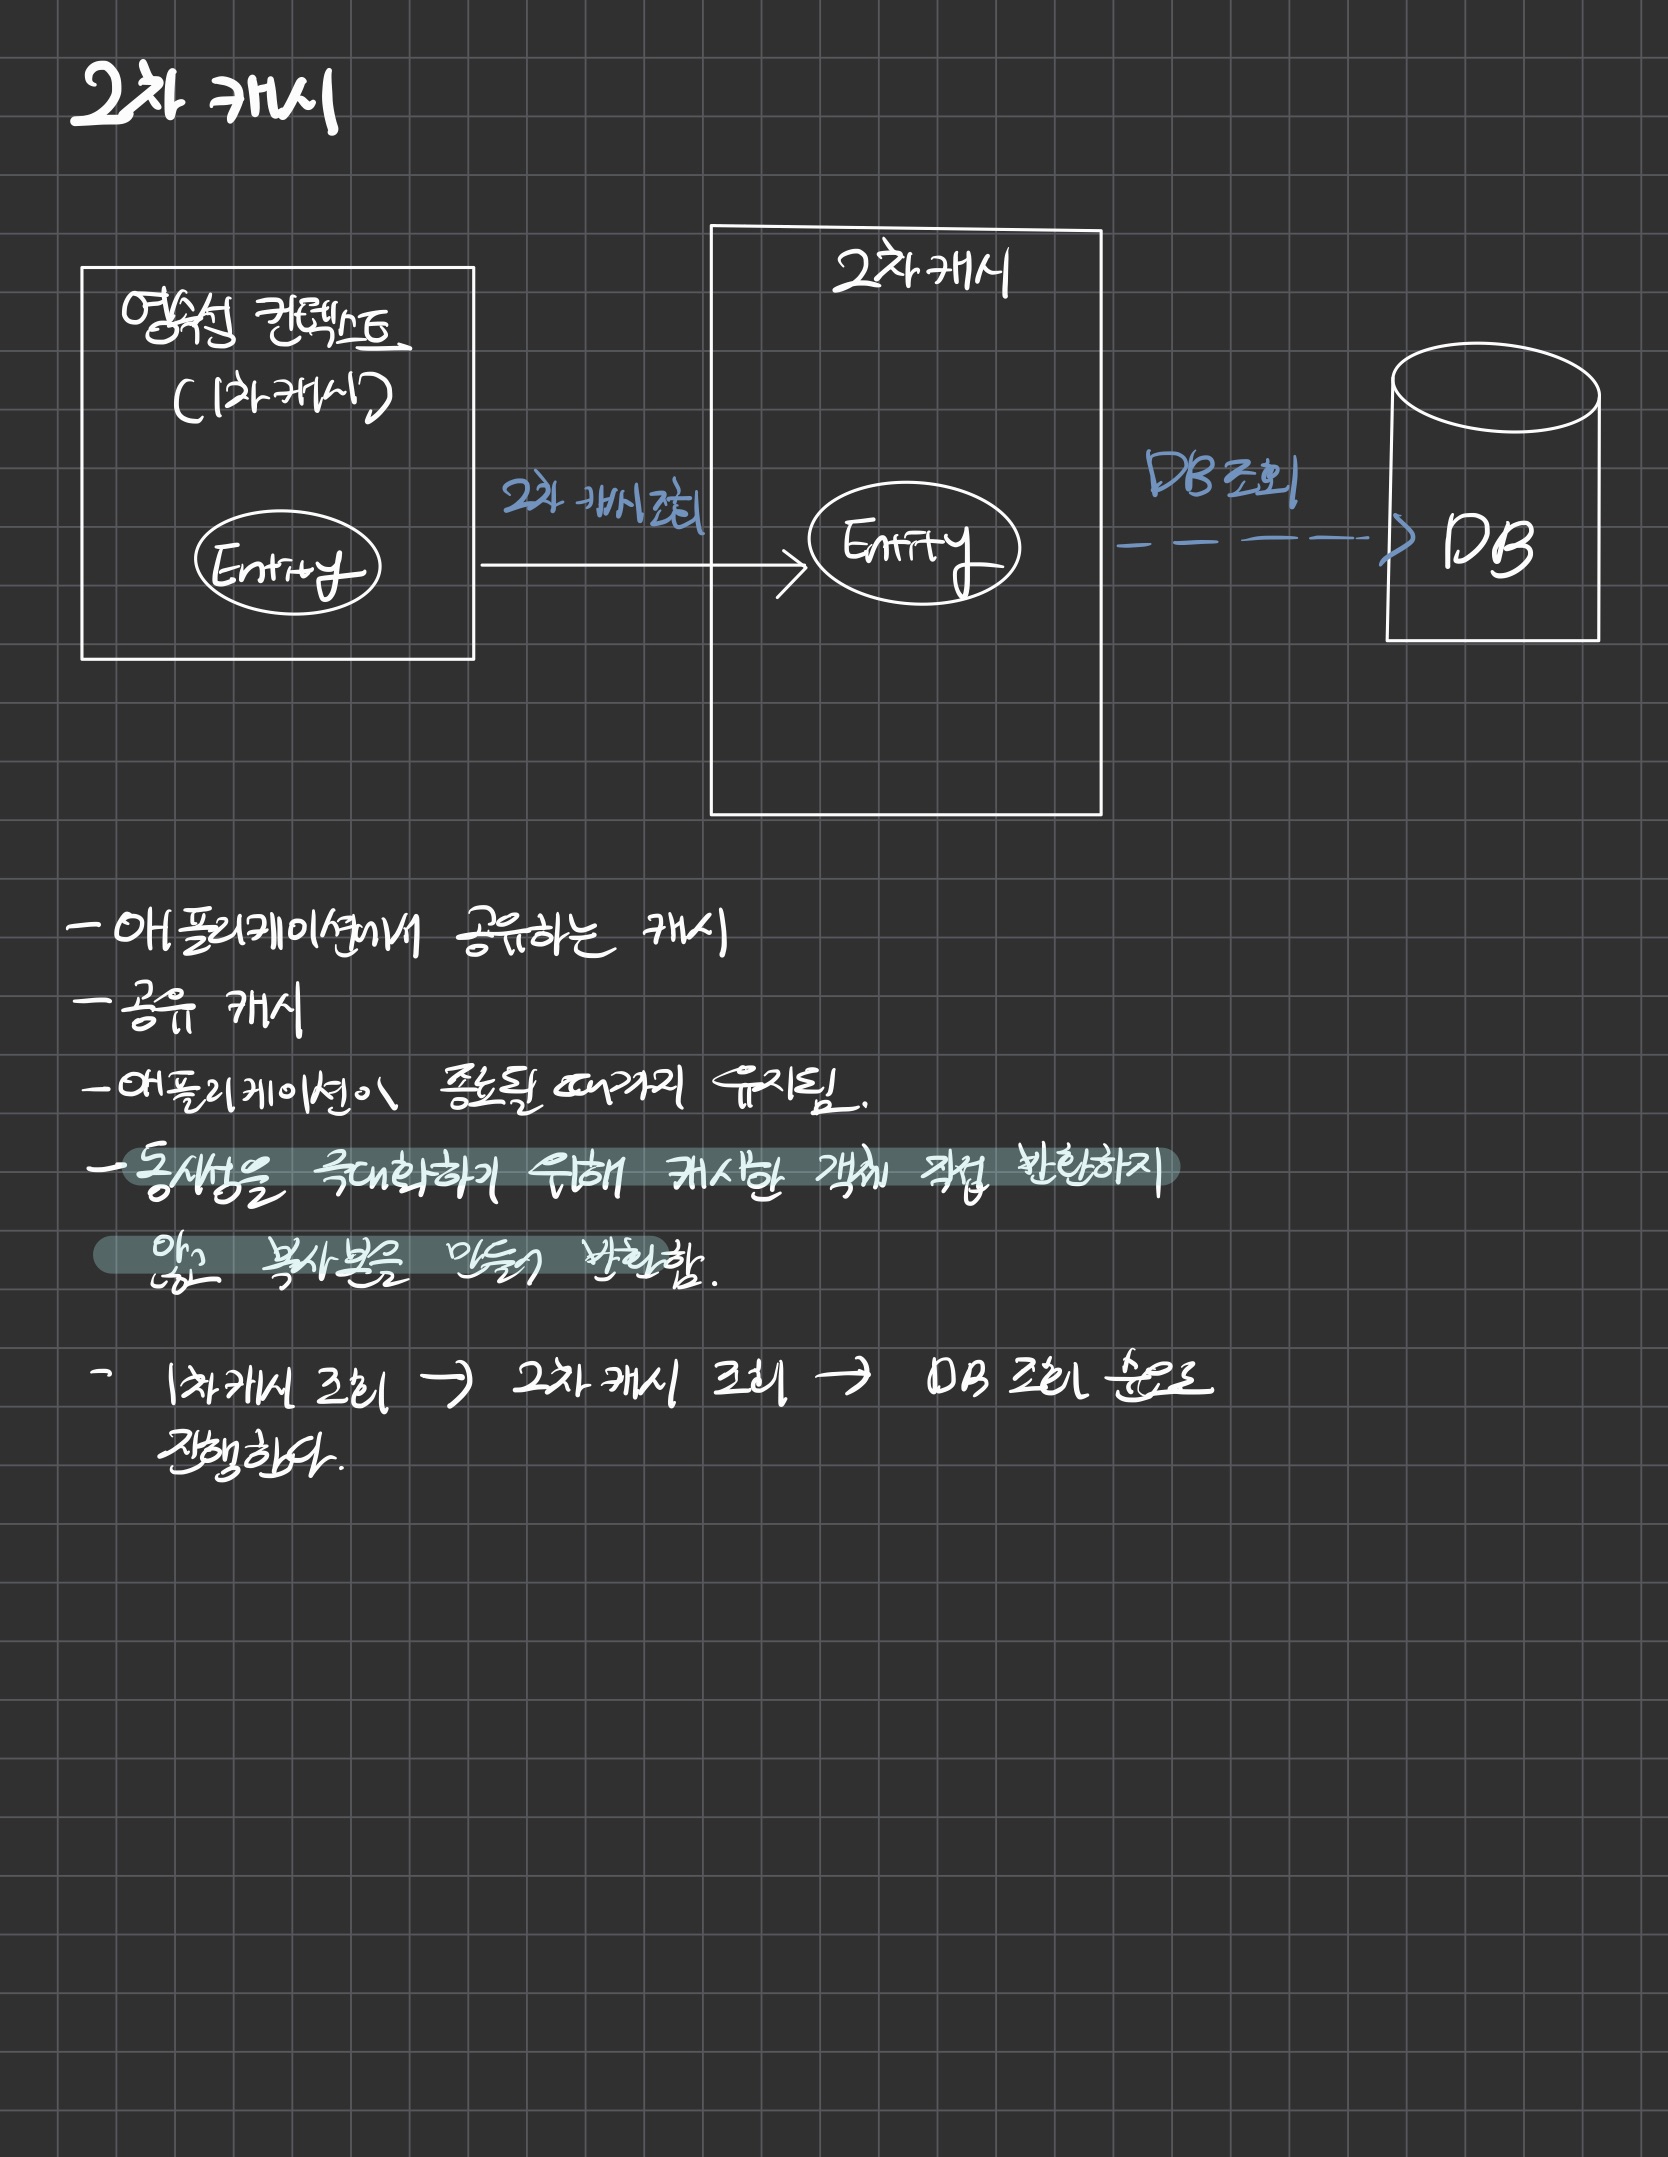 2차 캐시
영속성 컨텍스트
(1차캐시)
Entity
2차 캐시 조회
2차캐시
Entity
DB 조회
DB
- 애플리케이션에서 공유하는 캐시
- 공유 캐시
- 애플리케이션이 종료될 때까지 유지됨.
- 동시성을 극대화하기 위해 캐시한 객체 직접 반환하지
않고 복사본을 만들어 반환함.
- 1차캐시 조회 → 2차 캐시 조회 → DB 조회 순으로
진행한다.